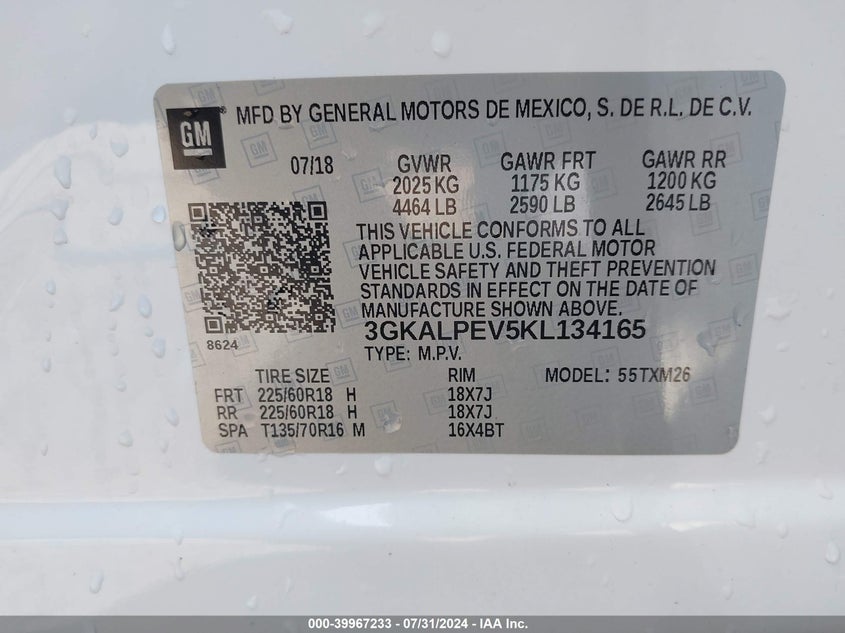 GM ® MFD BY GENERAL MOTORS DE MEXICO, S. DE R.L. DE C.V.
07/18 GVWR GAWR FRT GAWR RR
2025 KG 1175 KG 1200 KG
4464 LB 2590 LB 2645 LB
THIS VEHICLE CONFORMS TO ALL
APPLICABLE U.S. FEDERAL MOTOR
VEHICLE SAFETY AND THEFT PREVENTION
STANDARDS IN EFFECT ON THE DATE OF
MANUFACTURE SHOWN ABOVE.
8624 3GKALPEV5KL134165
TYPE: M.P.V.
TIRE SIZE RIM MODEL: 55TXM26
FRT 225/60R18 H 18X7J
RR 225/60R18 H 18X7J
SPA T135/70R16 M 16X4BT
000-39967233 - 07/31/2024 - IAA Inc.